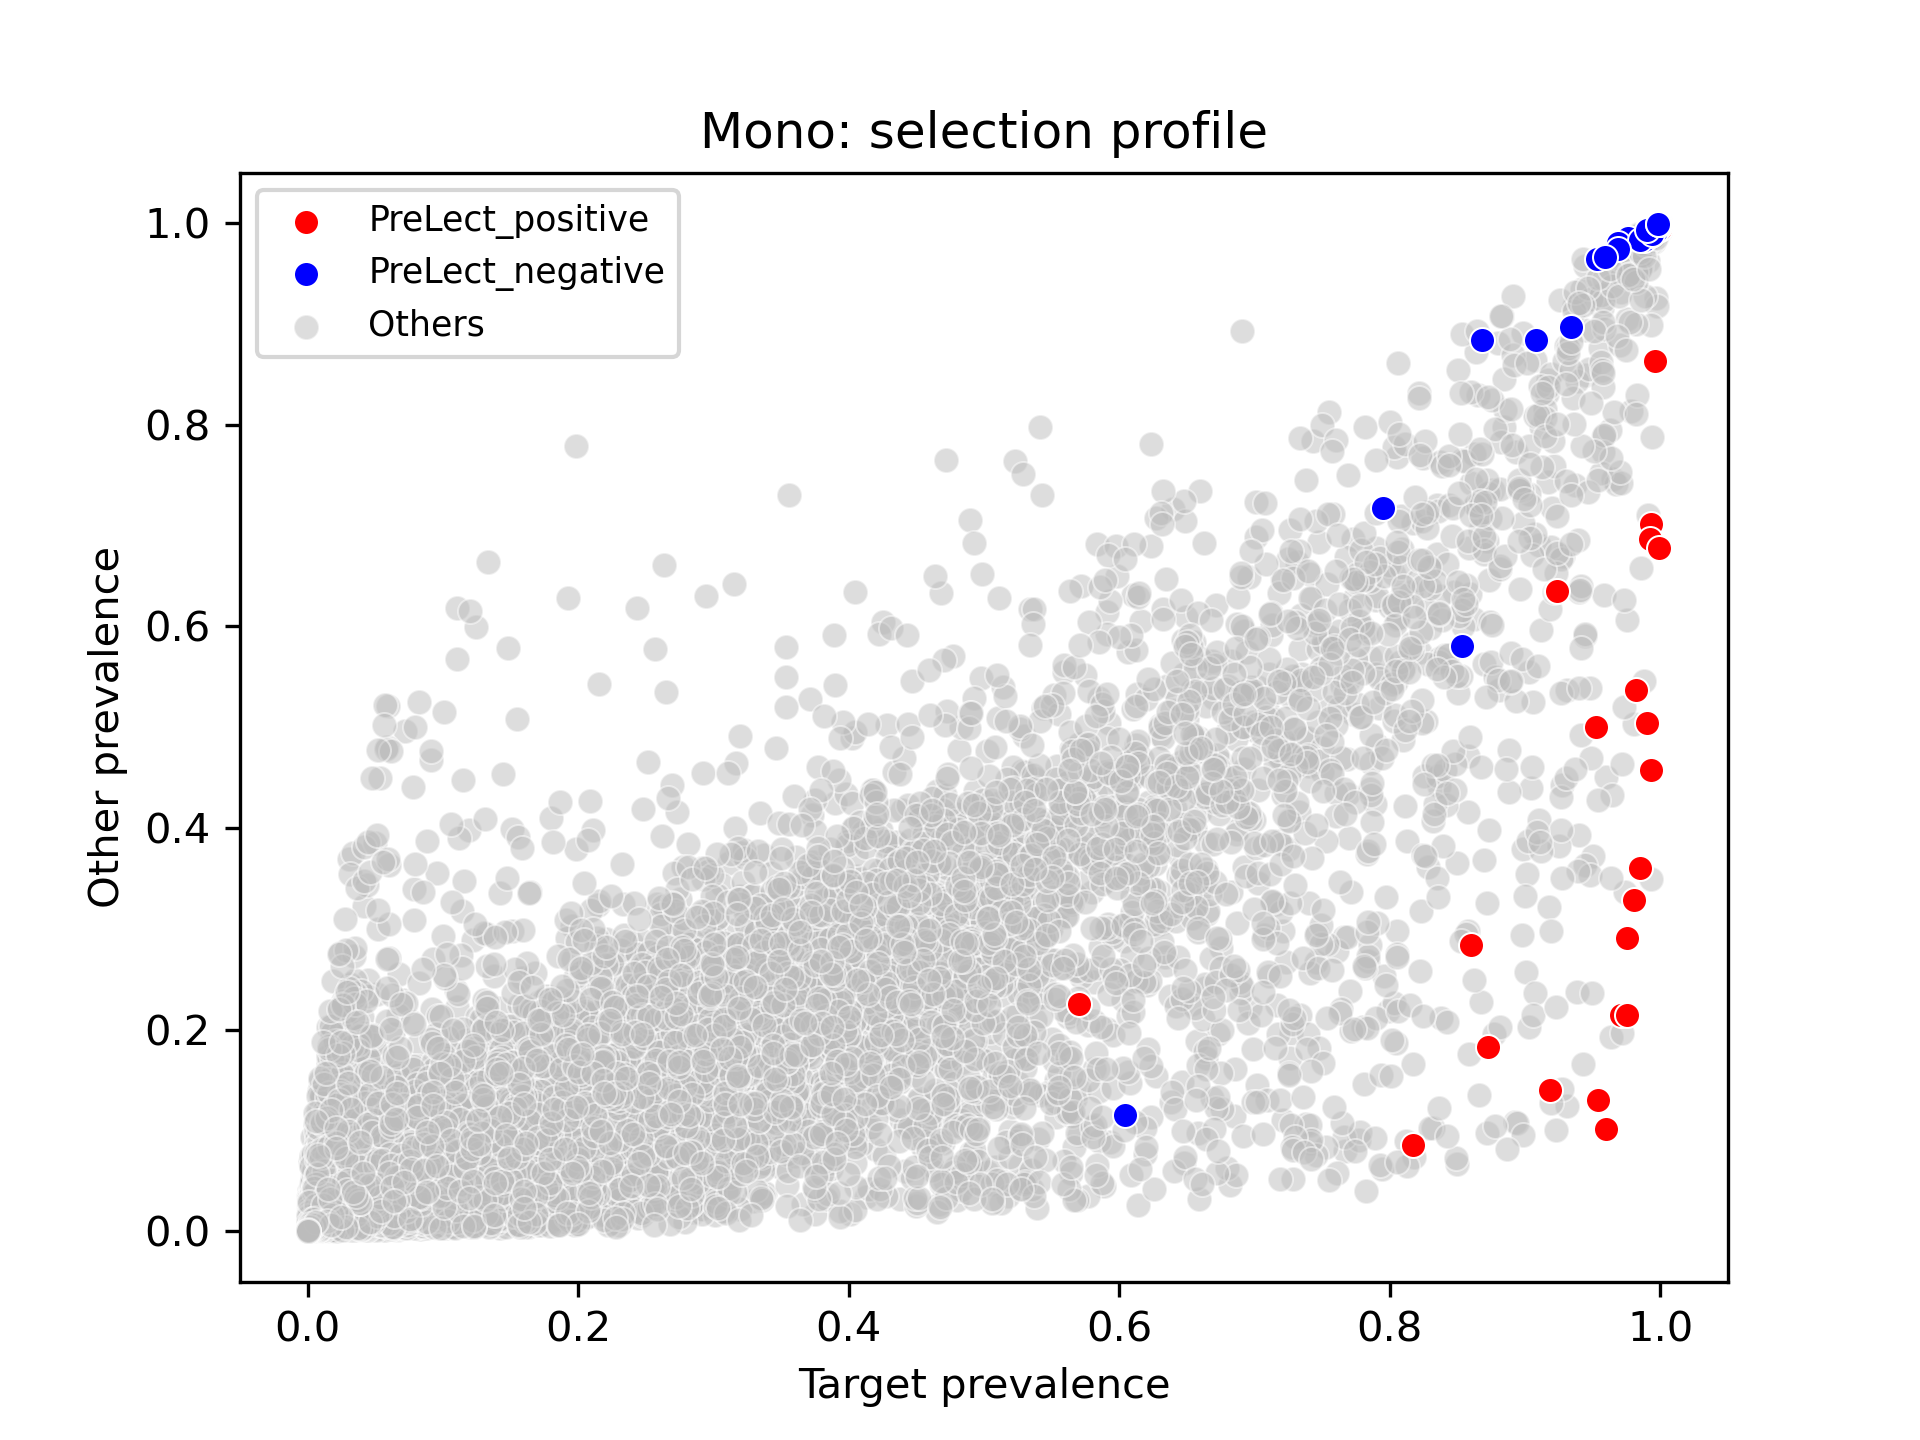 Mono: selection profile
PreLect_positive
PreLect_negative
Others
1.0
0.8
0.6
0.4
0.2
0.0
Other prevalence
0.0 0.2 0.4 0.6 0.8 1.0
Target prevalence